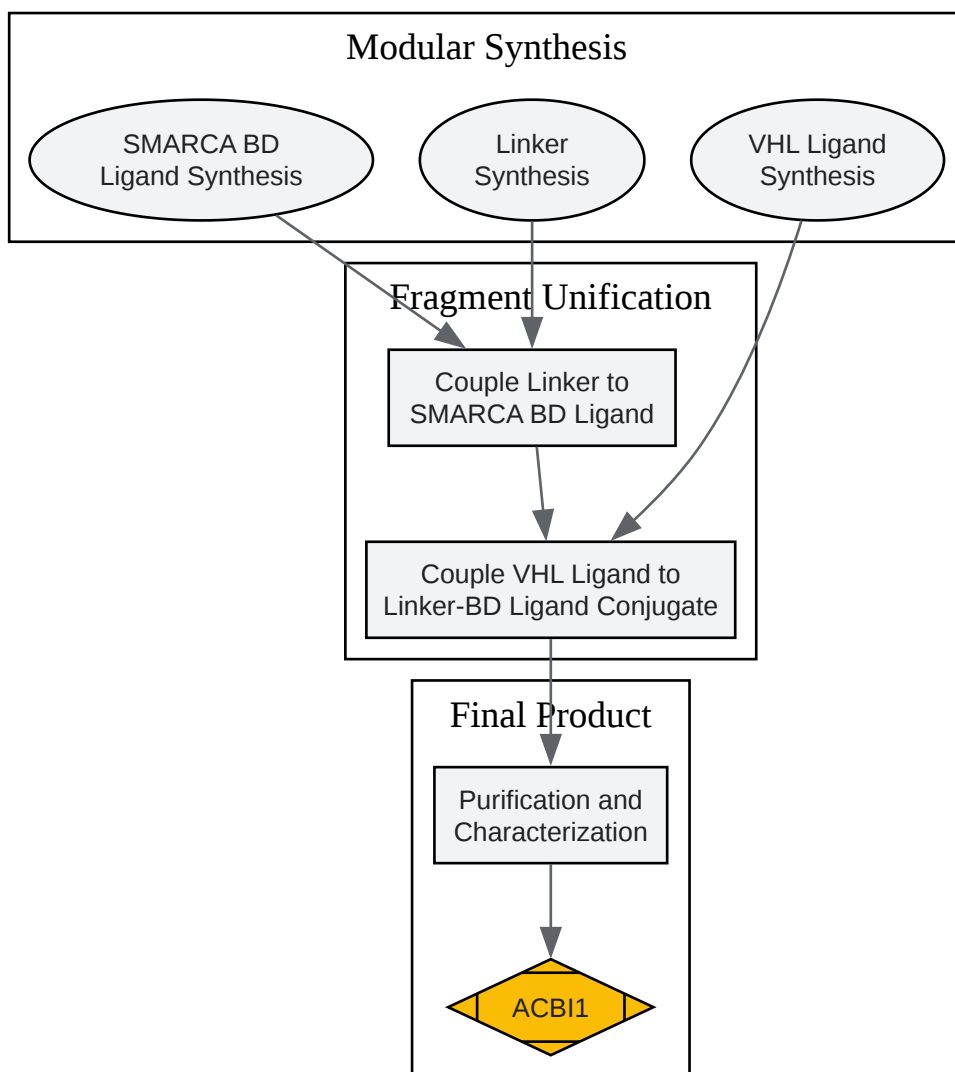 Modular Synthesis
SMARCA BD
Ligand Synthesis
Linker
Synthesis
VHL Ligand
Synthesis
Fragment Unification
Couple Linker to
SMARCA BD Ligand
Couple VHL Ligand to
Linker-BD Ligand Conjugate
Final Product
Purification and
Characterization
ACBI1